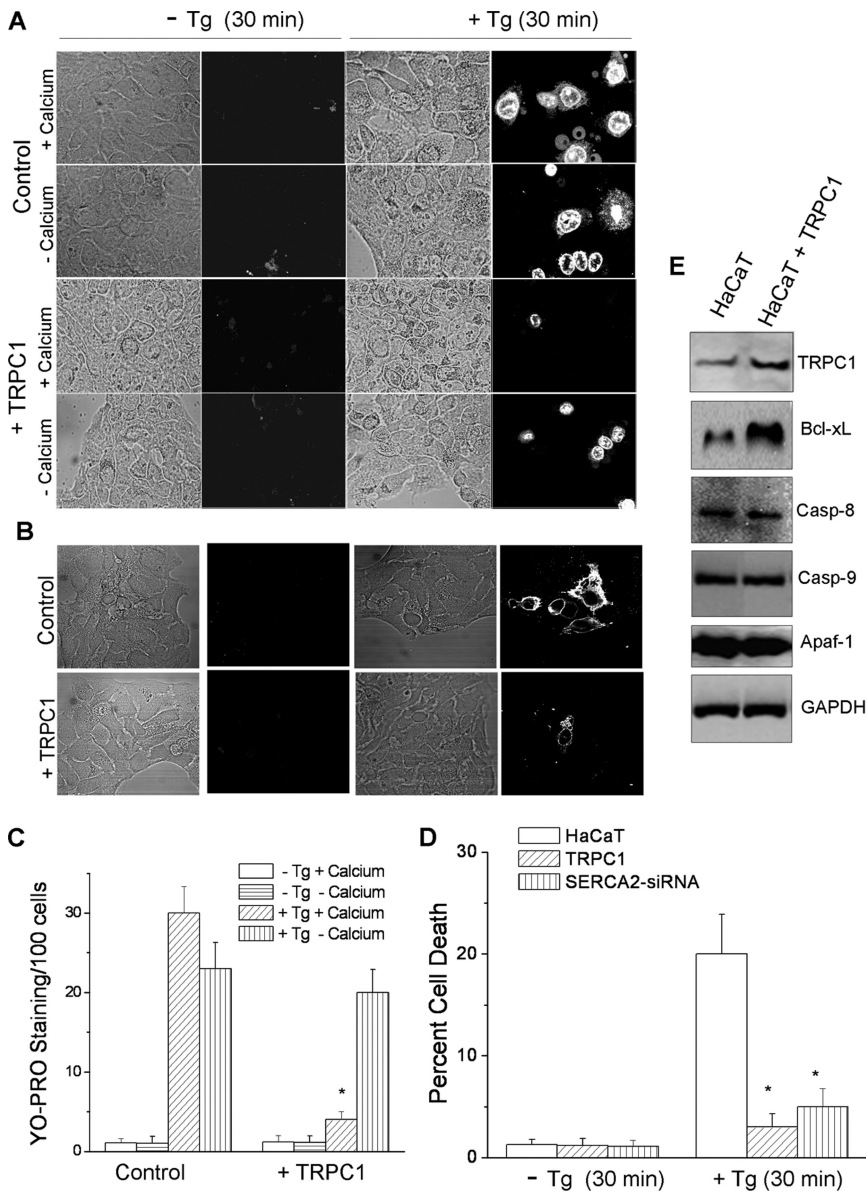 A
- Tg (30 min)
+ Tg (30 min)
Control
+ Calcium
- Calcium
+ TRPC1
+ Calcium
- Calcium
B
Control
+ TRPC1
C
YO-PRO Staining/100 cells
30
20
10
0
- Tg + Calcium
- Tg - Calcium
+ Tg + Calcium
+ Tg - Calcium
*
Control
+ TRPC1
D
Percent Cell Death
30
20
10
0
HaCaT
TRPC1
SERCA2-siRNA
*
*
- Tg (30 min)
+ Tg (30 min)
E
HaCaT
HaCaT + TRPC1
TRPC1
Bcl-xL
Casp-8
Casp-9
Apaf-1
GAPDH